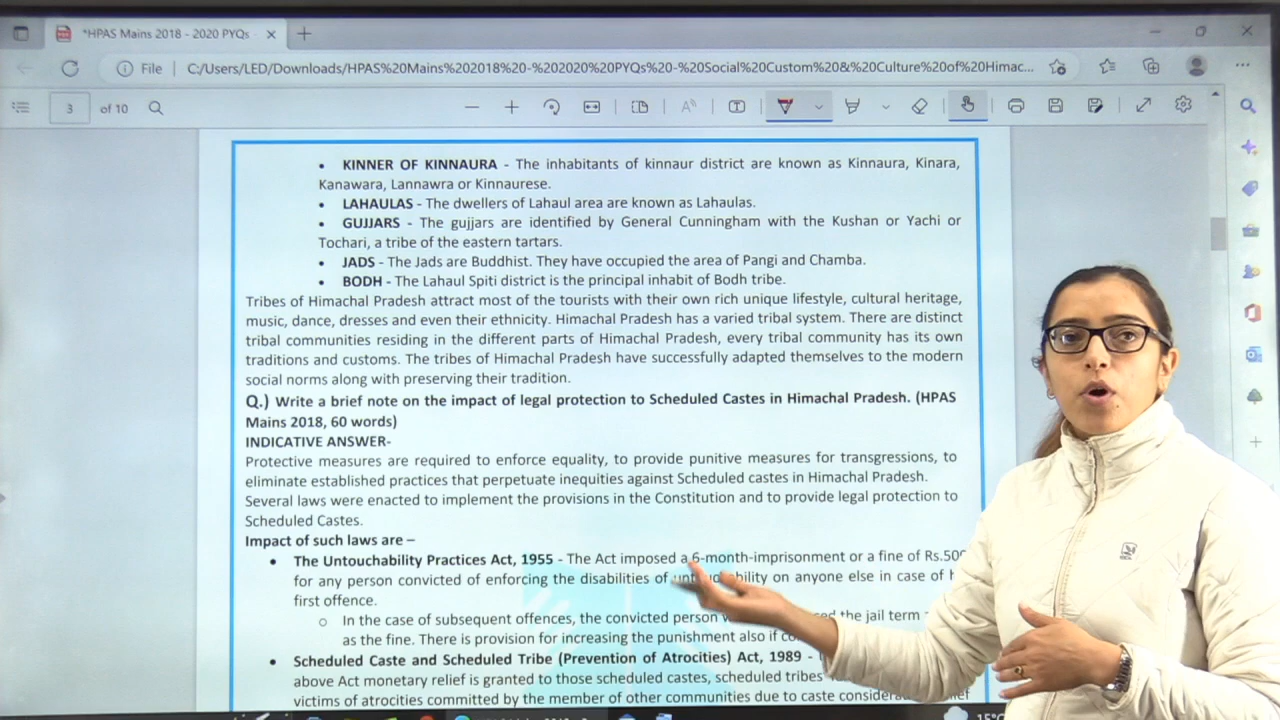 *HPAS Mains 2018 - 2020 PYQs
File | C:/Users/LED/Downloads/HPAS%20Mains%202018%20-%202020%20PYQs%20-%20Social%20Custom%20&%20Culture%20of%20Himac...
3 of 10
• KINNER OF KINNAURA - The inhabitants of kinnaur district are known as Kinnaura, Kinara,
Kanawara, Lannawra or Kinnaurese.
• LAHAULAS - The dwellers of Lahaul area are known as Lahaulas.
• GUJJARS - The gujjars are identified by General Cunningham with the Kushan or Yachi or
Tochari, a tribe of the eastern tartars.
• JADS - The Jads are Buddhist. They have occupied the area of Pangi and Chamba.
• BODH - The Lahaul Spiti district is the principal inhabit of Bodh tribe.
Tribes of Himachal Pradesh attract most of the tourists with their own rich unique lifestyle, cultural heritage,
music, dance, dresses and even their ethnicity. Himachal Pradesh has a varied tribal system. There are distinct
tribal communities residing in the different parts of Himachal Pradesh, every tribal community has its own
traditions and customs. The tribes of Himachal Pradesh have successfully adapted themselves to the modern
social norms along with preserving their tradition.
Q.) Write a brief note on the impact of legal protection to Scheduled Castes in Himachal Pradesh. (HPAS
Mains 2018, 60 words)
INDICATIVE ANSWER-
Protective measures are required to enforce equality, to provide punitive measures for transgressions, to
eliminate established practices that perpetuate inequities against Scheduled castes in Himachal Pradesh.
Several laws were enacted to implement the provisions in the Constitution and to provide legal protection to
Scheduled Castes.
Impact of such laws are –
• The Untouchability Practices Act, 1955 - The Act imposed a 6-month-imprisonment or a fine of Rs.500
for any person convicted of enforcing the disabilities of untouchability on anyone else in case of
first offence.
o In the case of subsequent offences, the convicted person the jail term
as the fine. There is provision for increasing the punishment also if
• Scheduled Caste and Scheduled Tribe (Prevention of Atrocities) Act, 1989 -
above Act monetary relief is granted to those scheduled castes, scheduled tribes
victims of atrocities committed by the member of other communities due to caste
15°C